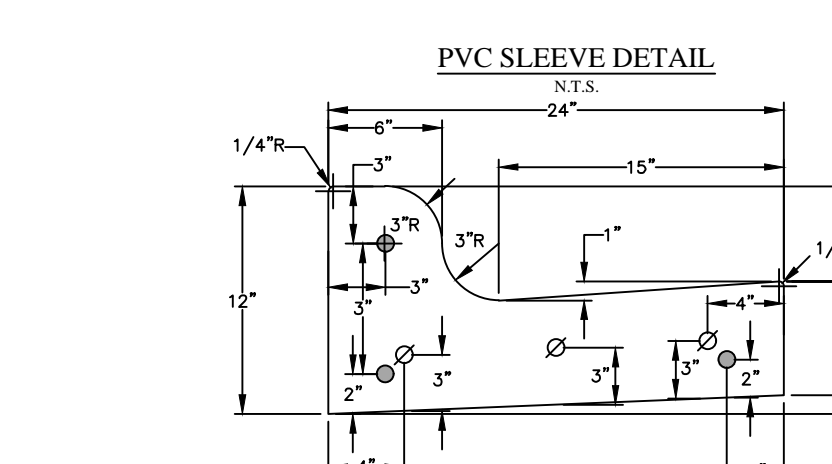 PVC SLEEVE DETAIL
N.T.S.
24”
6”
1/4”R
3”
15”
3”R
3”R
1”
3”
4”
12”
3”
3”
3”
3”
2”
2”